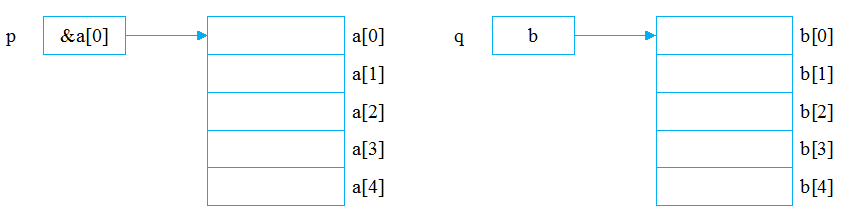 p &a[0] a[0] q b b[0]
a[1] b[1]
a[2] b[2]
a[3] b[3]
a[4] b[4]